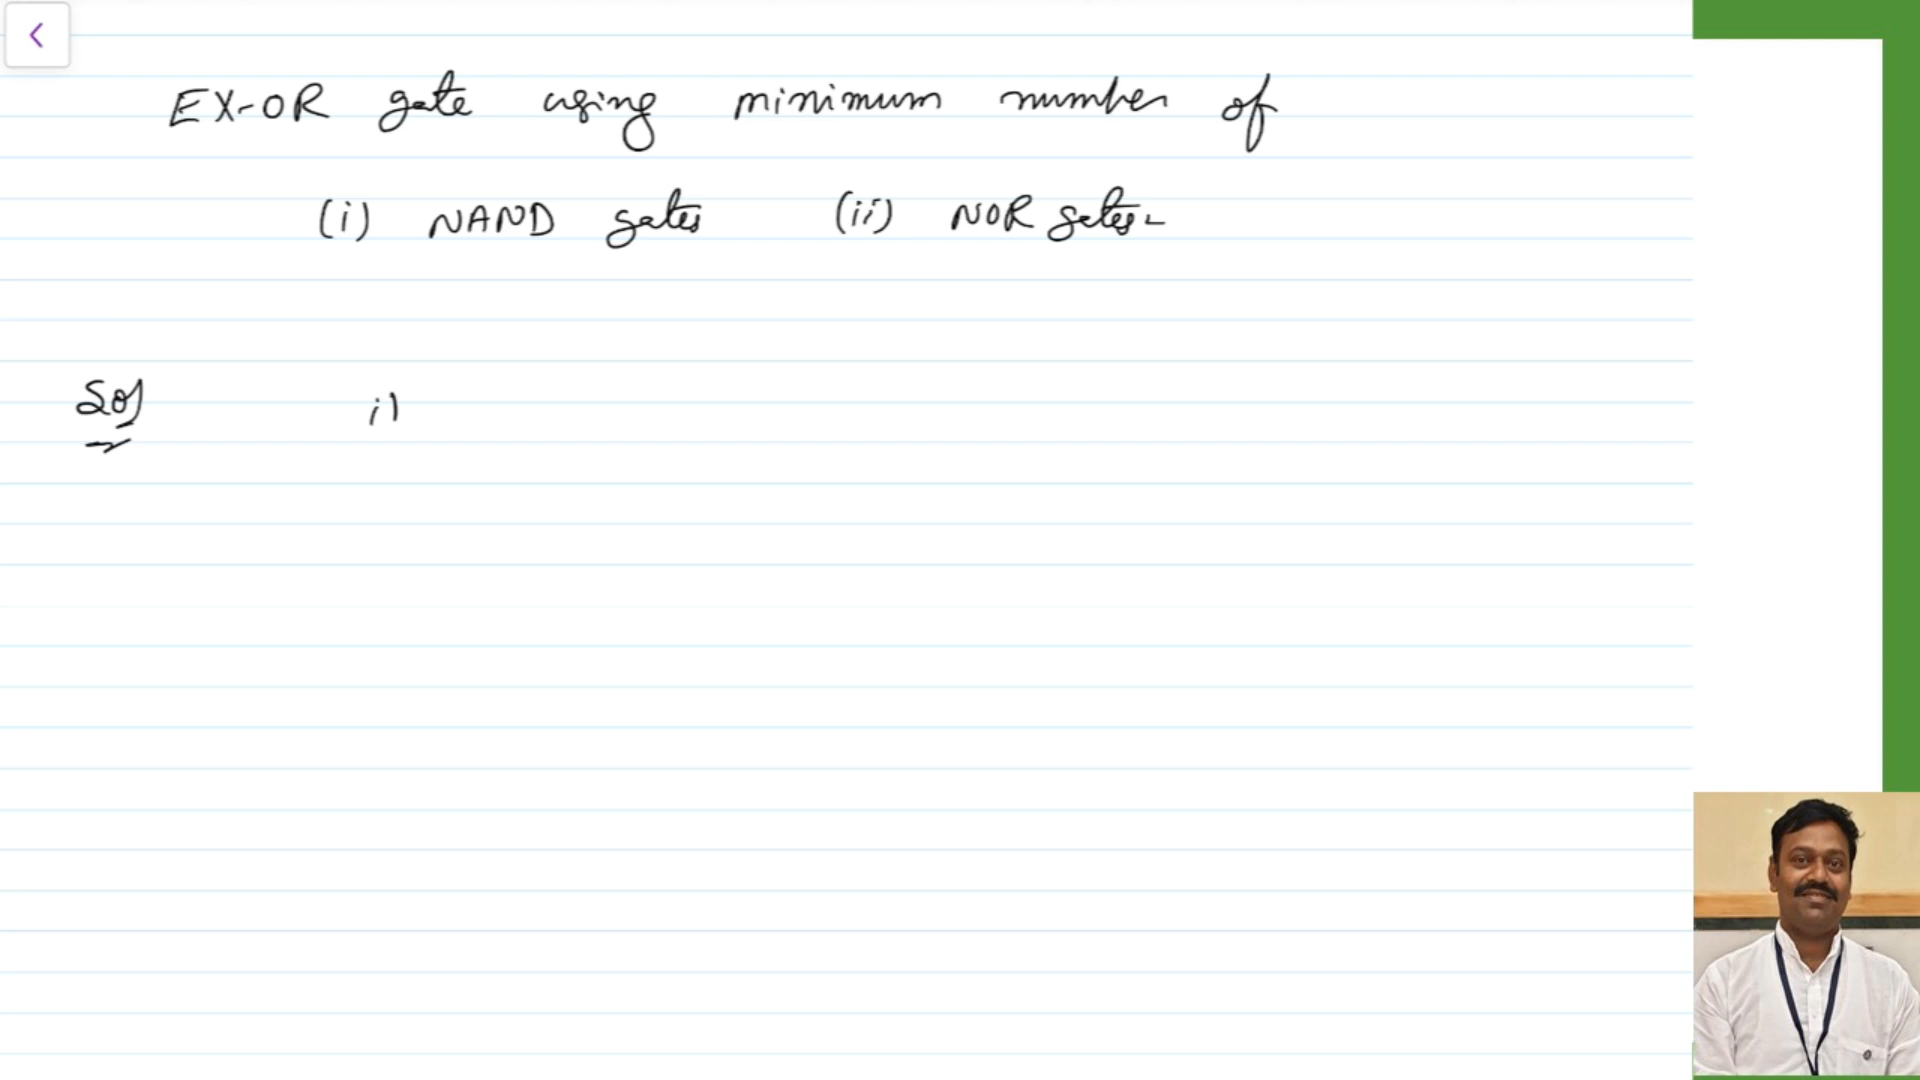 EX-OR gate using minimum number of
(i) NAND gates (ii) NOR gates-
Sol i)